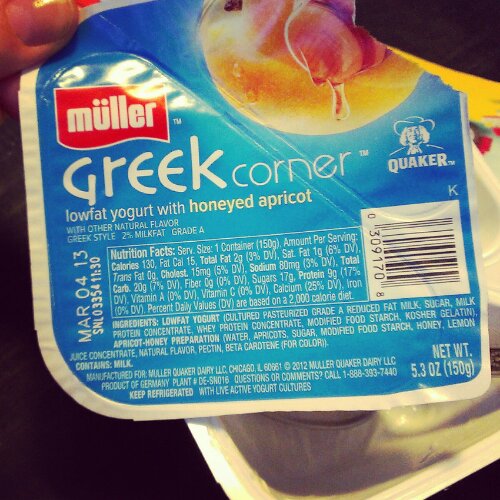 müller™
GREEK corner™
lowfat yogurt with honeyed apricot
WITH OTHER NATURAL FLAVOR
GREEK STYLE 2% MILKFAT GRADE A
QUAKER™
K
MAR 04 13
SNL03354 11:30
Nutrition Facts: Serv. Size: 1 Container (150g), Amount Per Serving:
Calories 130, Fat Cal 15, Total Fat 2g (3% DV), Sat. Fat 1g (6% DV),
Trans Fat 0g, Cholest. 15mg (5% DV), Sodium 80mg (3% DV), Total
Carb. 20g (7% DV), Fiber 0g (0% DV), Sugars 17g, Protein 9g (17%
DV), Vitamin A (0% DV), Vitamin C (0% DV), Calcium (25% DV), Iron
(0% DV). Percent Daily Values (DV) are based on a 2,000 calorie diet.
INGREDIENTS: LOWFAT YOGURT (CULTURED PASTEURIZED GRADE A REDUCED FAT MILK, SUGAR, MILK
PROTEIN CONCENTRATE, WHEY PROTEIN CONCENTRATE, MODIFIED FOOD STARCH, KOSHER GELATIN),
APRICOT-HONEY PREPARATION (WATER, APRICOTS, SUGAR, MODIFIED FOOD STARCH, HONEY, LEMON
JUICE CONCENTRATE, NATURAL FLAVOR, PECTIN, BETA CAROTENE (FOR COLOR)).
CONTAINS: MILK.
MANUFACTURED FOR: MULLER QUAKER DAIRY LLC, CHICAGO, IL 60661 © 2012 MULLER QUAKER DAIRY LLC
PRODUCT OF GERMANY PLANT # DE-SN016 QUESTIONS OR COMMENTS? CALL 1-888-393-7440
KEEP REFRIGERATED WITH LIVE ACTIVE YOGURT CULTURES
NET WT.
5.3 OZ (150g)
0 309170 8